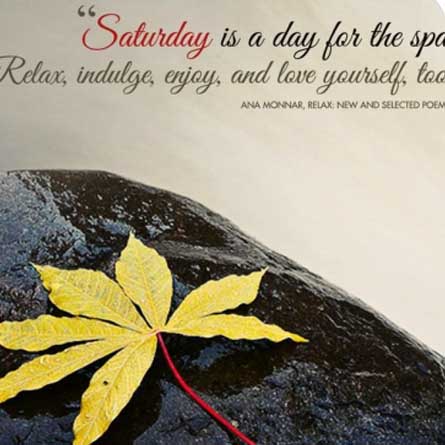 “Saturday is a day for the spa
Relax, indulge, enjoy, and love yourself, too
ANA MONNAR, RELAX: NEW AND SELECTED POEM